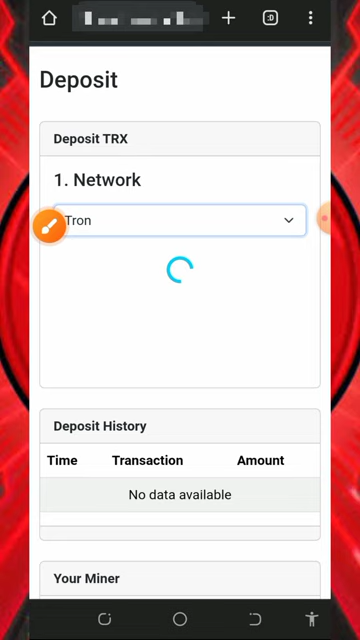 :D
Deposit
Deposit TRX
1. Network
Tron
Deposit History
Time Transaction Amount
No data available
Your Miner